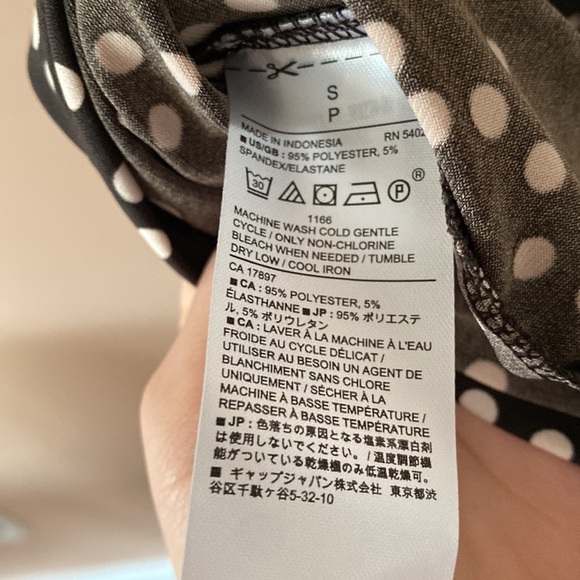 S
P
MADE IN INDONESIA RN 5402
■ US/GB : 95% POLYESTER, 5%
SPANDEX/ELASTANE
30 P ®
1166
MACHINE WASH COLD GENTLE
CYCLE / ONLY NON-CHLORINE
BLEACH WHEN NEEDED / TUMBLE
DRY LOW / COOL IRON
CA 17897
■ CA : 95% POLYESTER, 5%
ÉLASTHANNE ■ JP : 95% ポリエステ
ル, 5% ポリウレタン
■ CA : LAVER À LA MACHINE À L'EAU
FROIDE AU CYCLE DÉLICAT /
UTILISER AU BESOIN UN AGENT DE
BLANCHIMENT SANS CHLORE
UNIQUEMENT / SÉCHER À LA
MACHINE À BASSE TEMPÉRATURE /
REPASSER À BASSE TEMPÉRATURE
■ JP : 色落ちの原因となる塩素系漂白剤
は使用しないでください。/ 温度調節機
能がついている乾燥機のみ低温乾燥可。
■ ギャップジャパン株式会社 東京都渋
谷区千駄ヶ谷5-32-10